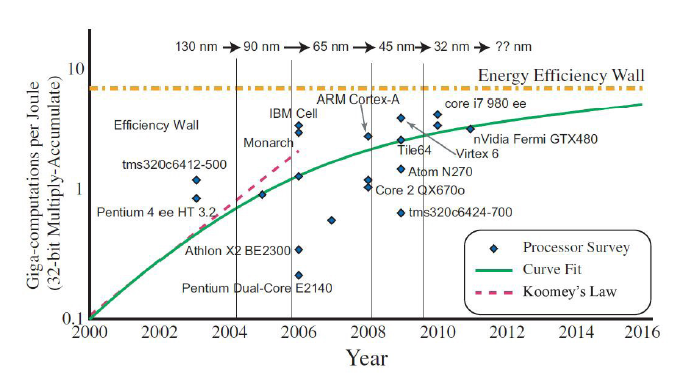 130 nm → 90 nm → 65 nm → 45 nm → 32 nm → ?? nm
10
Energy Efficiency Wall
ARM Cortex-A
core i7 980 ee
IBM Cell
Efficiency Wall
Monarch
nVidia Fermi GTX480
Tile64
Virtex 6
tms320c6412-500
Atom N270
1
Core 2 QX670o
Pentium 4 ee HT 3.2
tms320c6424-700
Athlon X2 BE2300
Pentium Dual-Core E2140
Processor Survey
Curve Fit
Koomey's Law
0.1
2000 2002 2004 2006 2008 2010 2012 2014 2016
Year
Giga-computations per Joule
(32-bit Multiply-Accumulate)